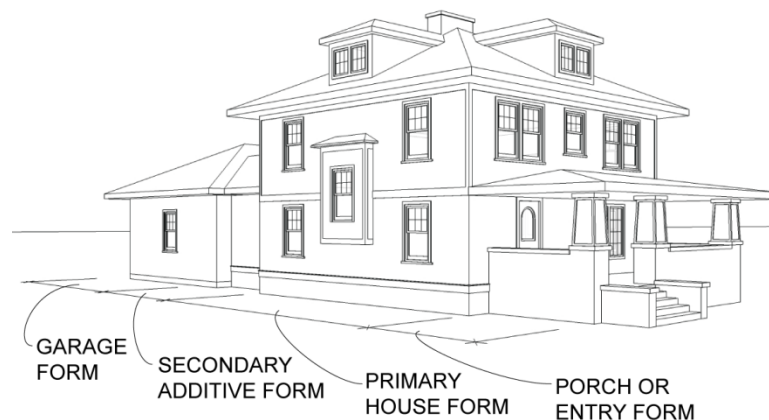 GARAGE
FORM
SECONDARY
ADDITIVE FORM
PRIMARY
HOUSE FORM
PORCH OR
ENTRY FORM